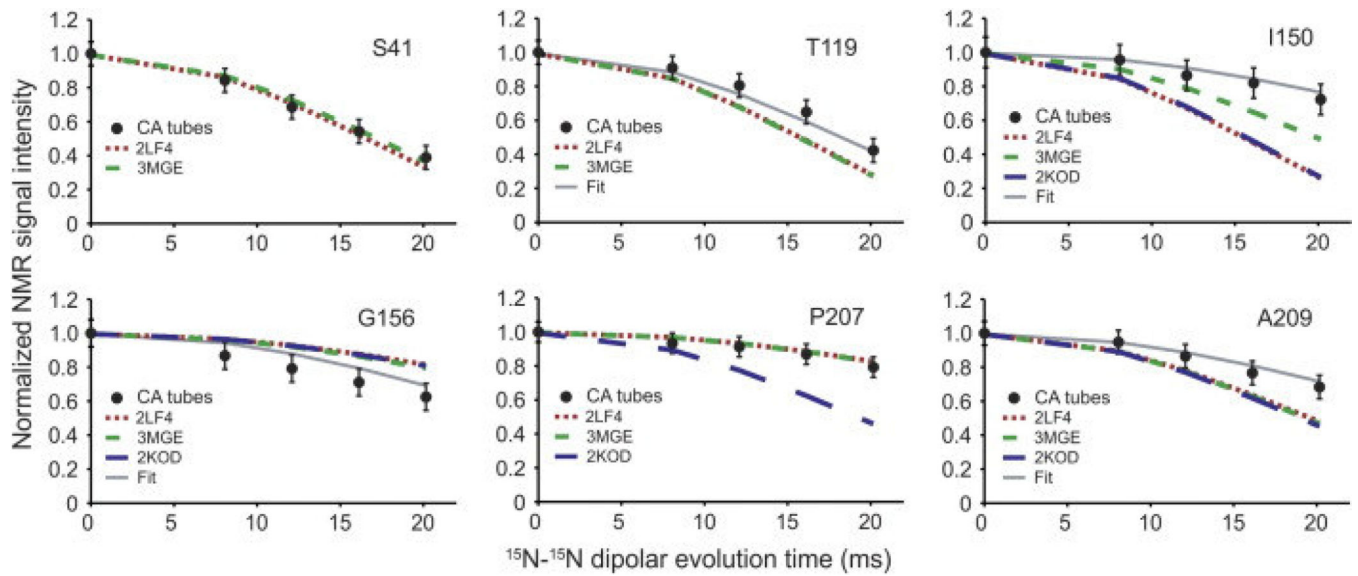 Normalized NMR signal intensity
S41
1.2
1.0
0.8
0.6
0.4
0.2
0
CA tubes
2LF4
3MGE
0 5 10 15 20
T119
1.2
1.0
0.8
0.6
0.4
0.2
0
CA tubes
2LF4
3MGE
Fit
0 5 10 15 20
I150
1.2
1.0
0.8
0.6
0.4
0.2
0
CA tubes
2LF4
3MGE
2KOD
Fit
0 5 10 15 20
G156
1.2
1.0
0.8
0.6
0.4
0.2
0
CA tubes
2LF4
3MGE
2KOD
Fit
0 5 10 15 20
P207
1.2
1.0
0.8
0.6
0.4
0.2
0
CA tubes
2LF4
3MGE
2KOD
0 5 10 15 20
A209
1.2
1.0
0.8
0.6
0.4
0.2
0
CA tubes
2LF4
3MGE
2KOD
Fit
0 5 10 15 20
¹⁵N-¹⁵N dipolar evolution time (ms)